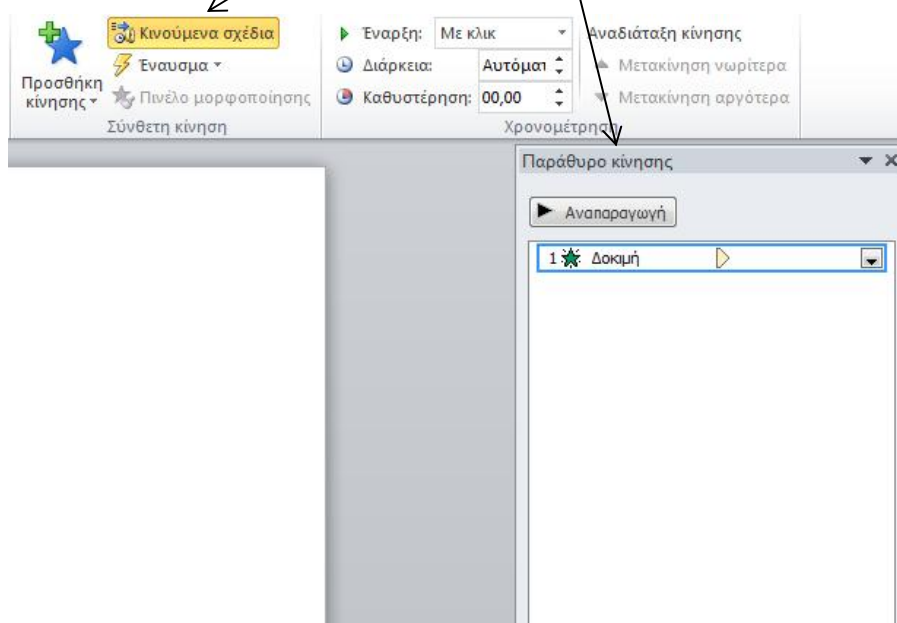 Προσθήκη κίνησης
Κινούμενα σχέδια
Έναυσμα
Πινέλο μορφοποίησης
Σύνθετη κίνηση
Έναρξη: Με κλικ
Διάρκεια: Αυτόματ
Καθυστέρηση: 00,00
Αναδιάταξη κίνησης
Μετακίνηση νωρίτερα
Μετακίνηση αργότερα
Χρονομέτρηση
Παράθυρο κίνησης
Αναπαραγωγή
1 Δοκιμή